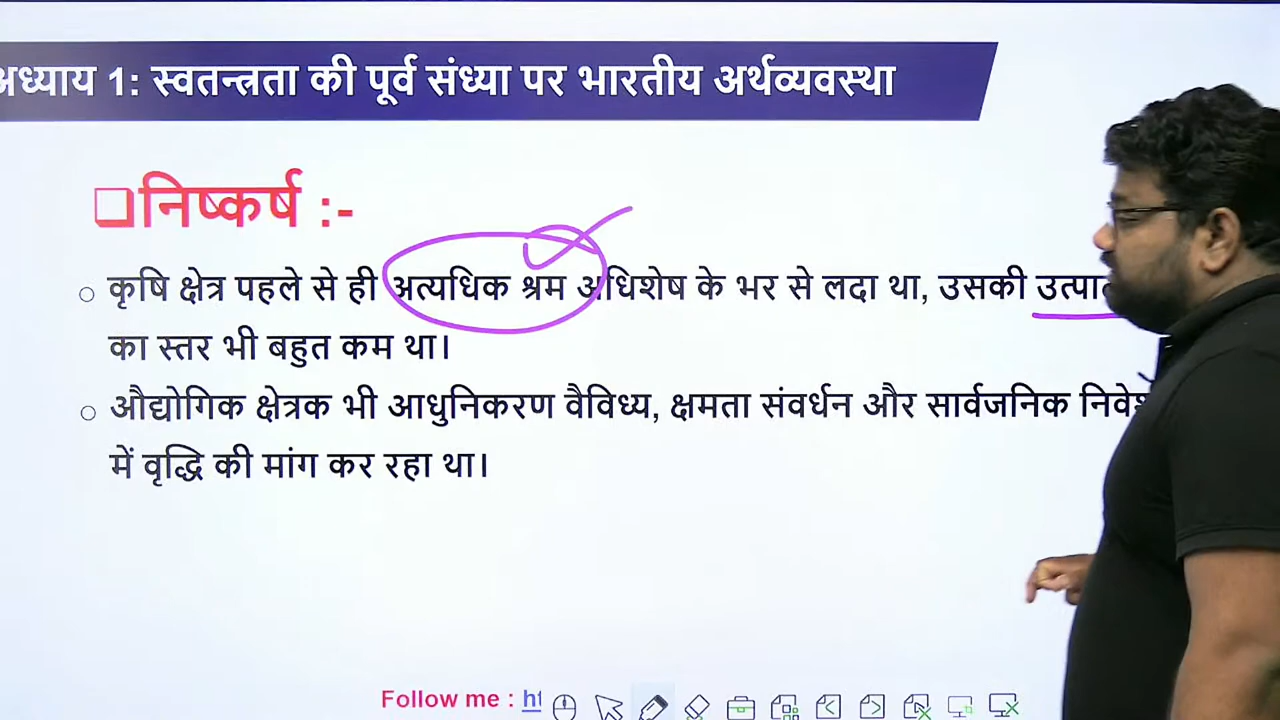 अध्याय 1: स्वतन्त्रता की पूर्व संध्या पर भारतीय अर्थव्यवस्था
❑निष्कर्ष :-
○ कृषि क्षेत्र पहले से ही अत्यधिक श्रम अधिशेष के भर से लदा था, उसकी
का स्तर भी बहुत कम था।
○ औद्योगिक क्षेत्रक भी आधुनिकरण वैविध्य, क्षमता संवर्धन और सार्वजनिक
में वृद्धि की मांग कर रहा था।
Follow me :